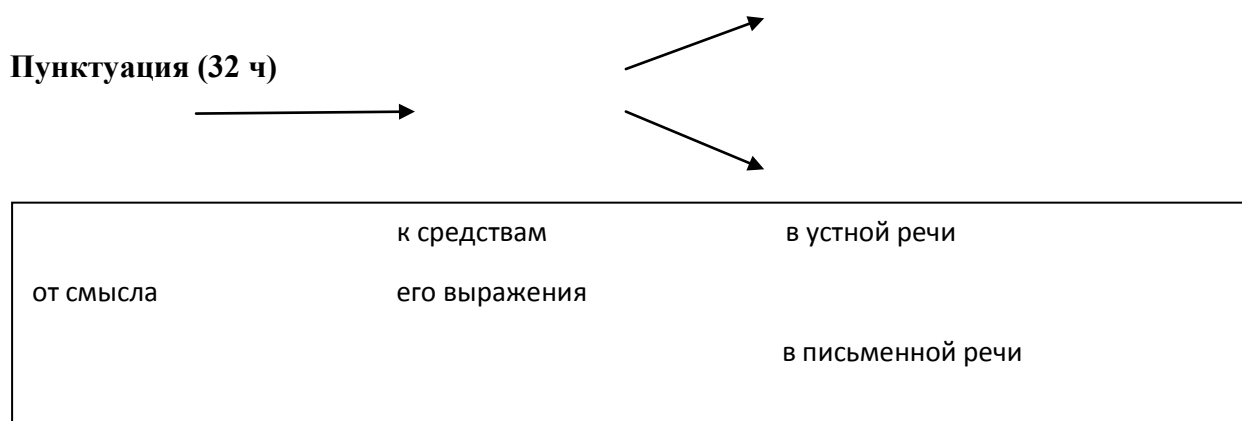 Пунктуация (32 ч)
к средствам в устной речи
от смысла его выражения
в письменной речи